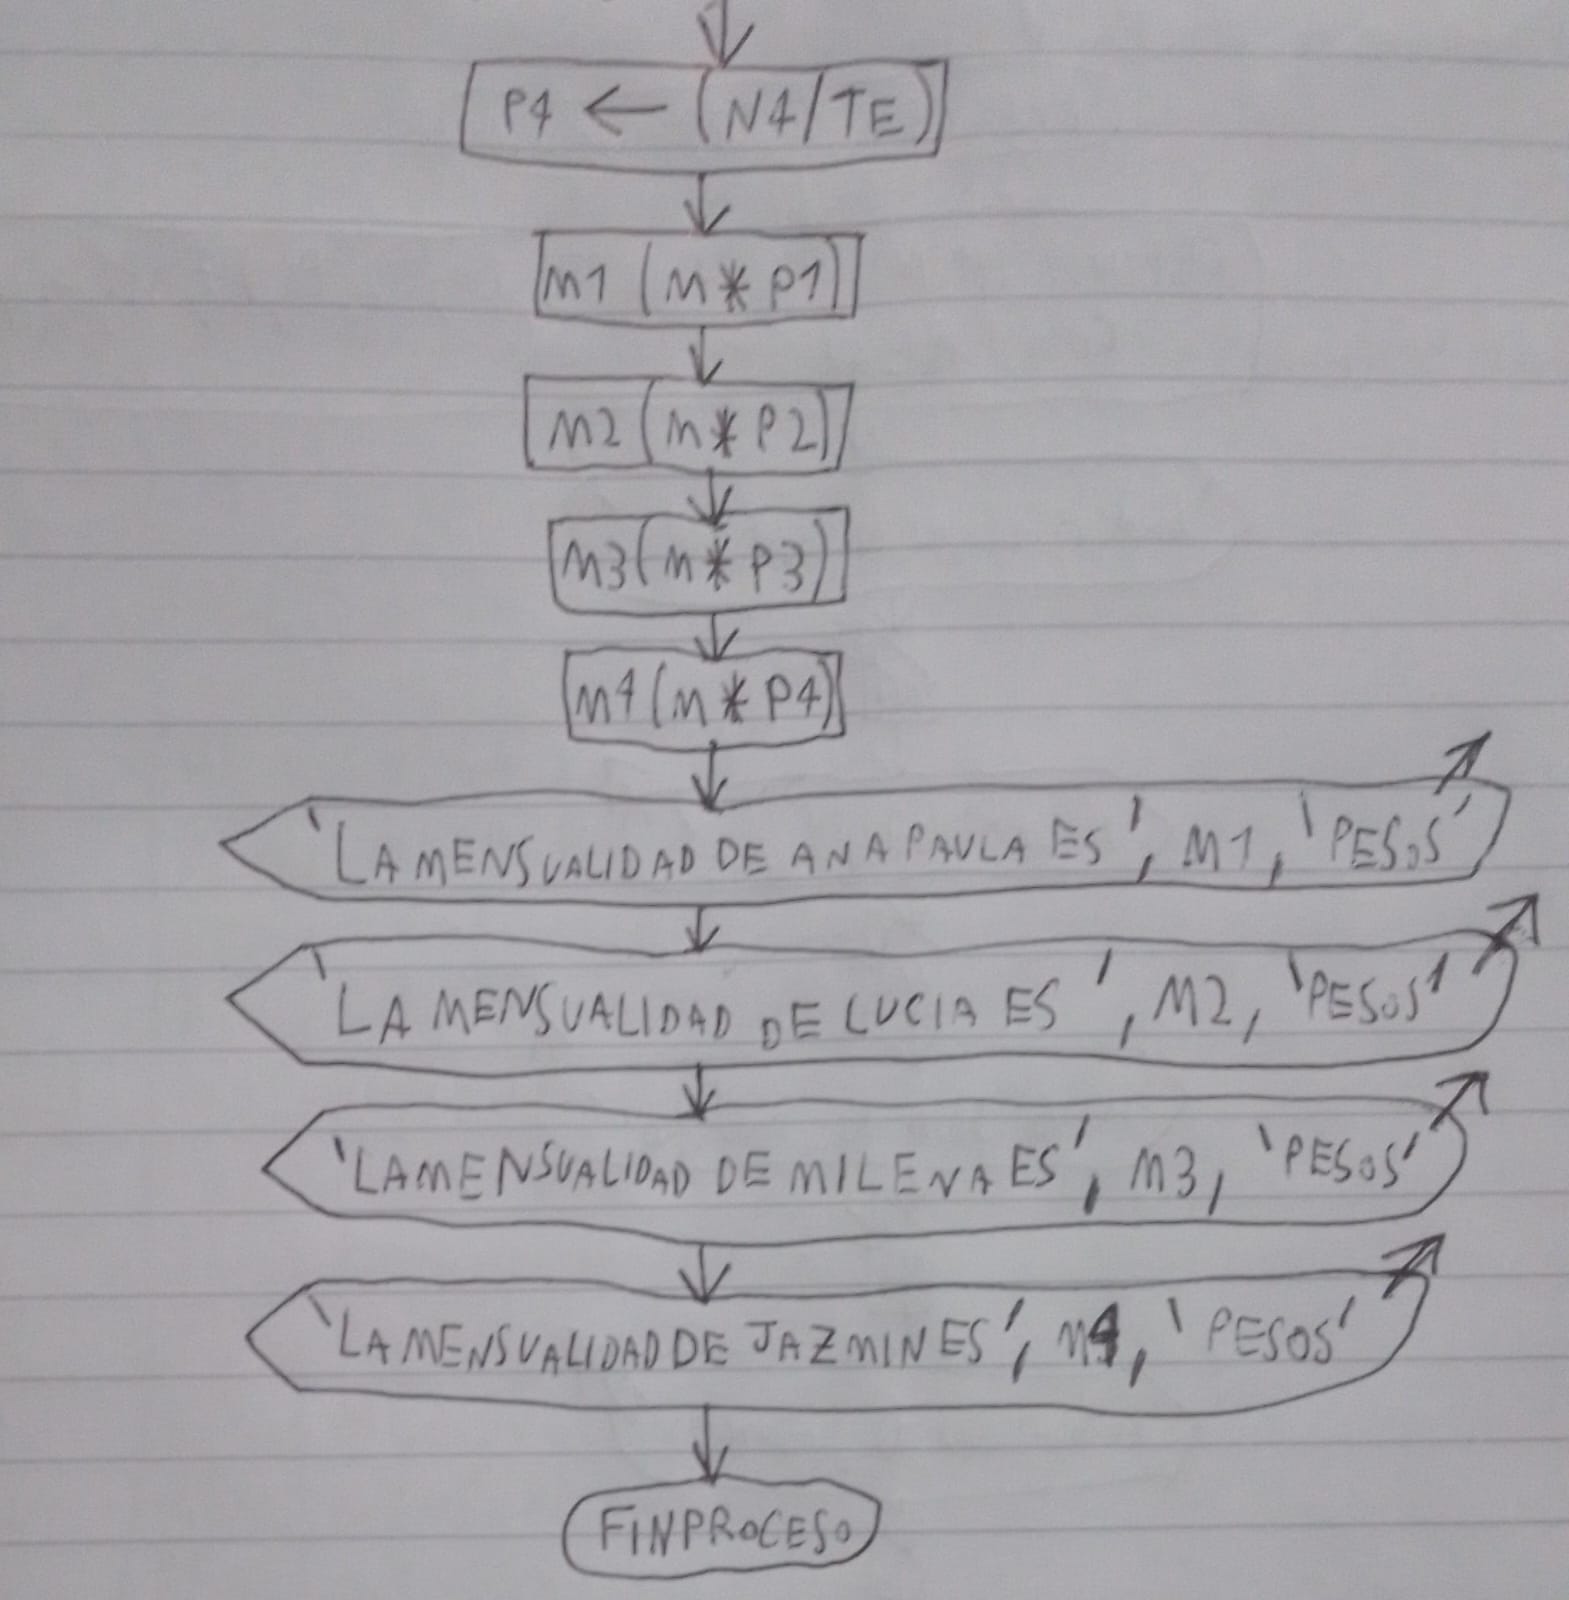 P4 ← (N4/TE)
M1 (M*P1)
M2 (M*P2)
M3 (M*P3)
M4 (M*P4)
'LA MENSUALIDAD DE ANA PAULA ES', M1, 'PESOS'
'LA MENSUALIDAD DE LUCIA ES', M2, 'PESOS'
'LA MENSUALIDAD DE MILENA ES', M3, 'PESOS'
'LA MENSUALIDAD DE JAZMIN ES', M4, 'PESOS'
FINPROCESO